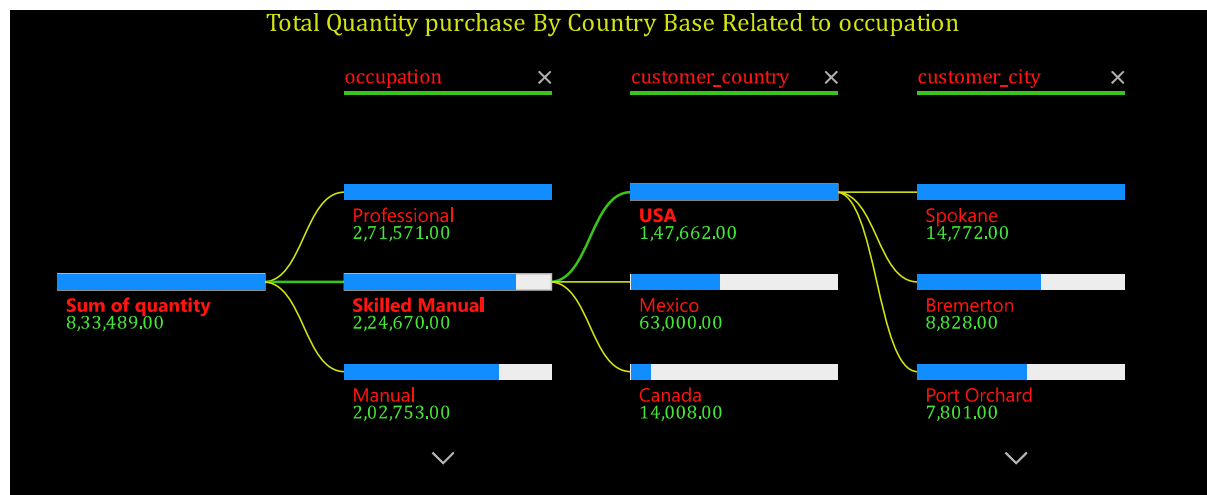 Total Quantity purchase By Country Base Related to occupation
occupation
customer_country
customer_city
Sum of quantity
8,33,489.00
Professional
2,71,571.00
Skilled Manual
2,24,670.00
Manual
2,02,753.00
USA
1,47,662.00
Mexico
63,000.00
Canada
14,008.00
Spokane
14,772.00
Bremerton
8,828.00
Port Orchard
7,801.00